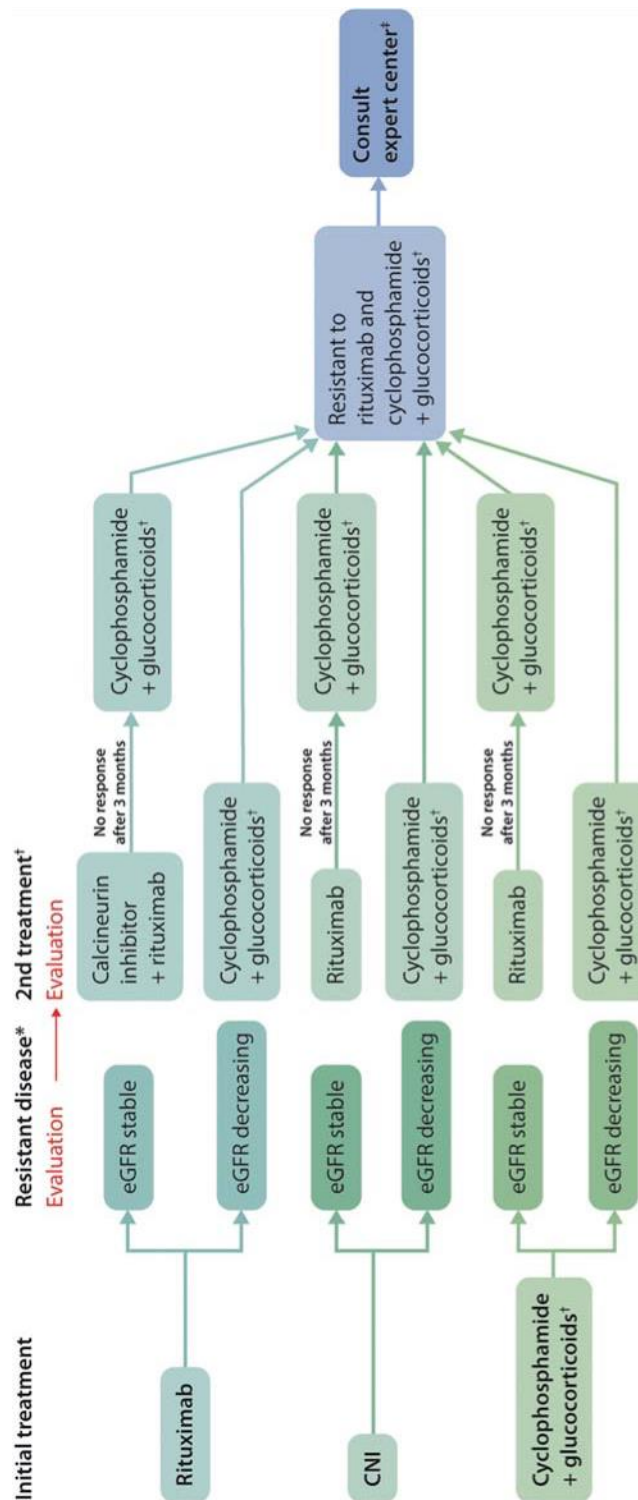 Initial treatment
Resistant disease*
2nd treatment†
Evaluation
Evaluation
Rituximab
eGFR stable
Calcineurin
inhibitor
+ rituximab
No response
after 3 months
Cyclophosphamide
+ glucocorticoids†
eGFR decreasing
Cyclophosphamide
+ glucocorticoids†
CNI
eGFR stable
Rituximab
No response
after 3 months
Cyclophosphamide
+ glucocorticoids†
eGFR decreasing
Cyclophosphamide
+ glucocorticoids†
Cyclophosphamide
+ glucocorticoids†
eGFR stable
Rituximab
No response
after 3 months
Cyclophosphamide
+ glucocorticoids†
eGFR decreasing
Cyclophosphamide
+ glucocorticoids†
Resistant to
rituximab and
cyclophosphamide
+ glucocorticoids†
Consult
expert center‡